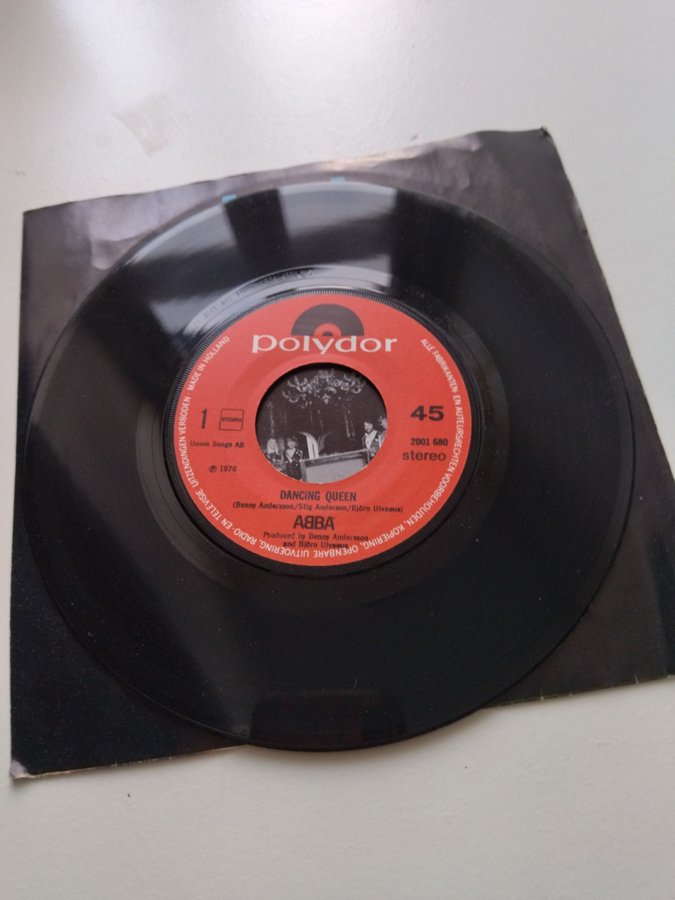 polydor
1
STEMRA
45
Union Songs AB
2001 680
stereo
℗ 1976
DANCING QUEEN
(Benny Andersson/Stig Anderson/Björn Ulvaeus)
ABBA
Produced by Benny Andersson
and Björn Ulvaeus
ALLE FABRIKANTEN- EN AUTEURSRECHTEN VOORBEHOUDEN. KOPIERING, OPENBARE UITVOERING, RADIO- EN TELEVISIE UITZENDINGEN VERBODEN · MADE IN HOLLAND